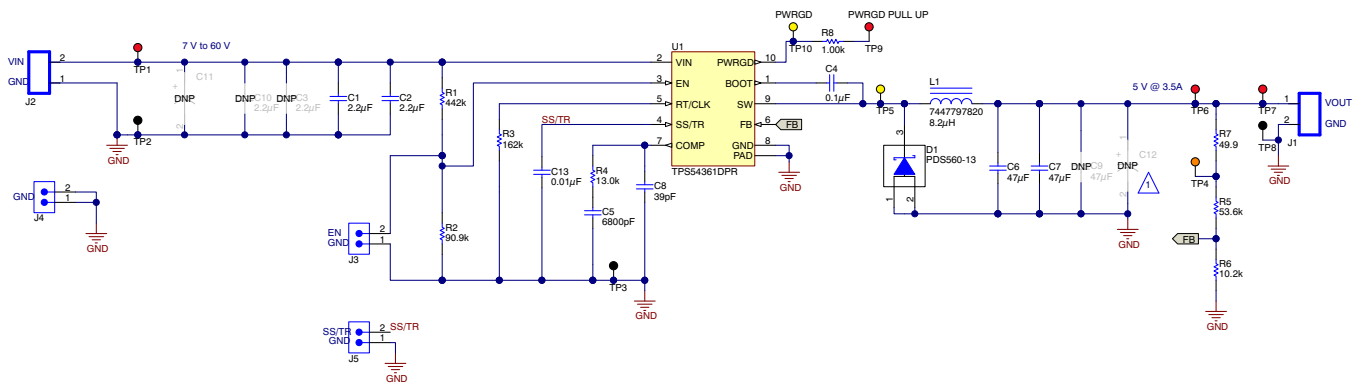 PWRGD
PWRGD PULL UP
TP10
R8
1.00k
TP9
VIN
2
GND
1
J2
TP1
7 V to 60 V
TP2
GND
1
+
C11
DNP
2
DNP
C10
2.2µF
DNP
C3
2.2µF
C1
2.2µF
C2
2.2µF
R1
442k
R2
90.9k
R3
162k
SS/TR
C13
0.01µF
R4
13.0k
C5
6800pF
C8
39pF
U1
2
VIN
PWRGD
10
3
EN
BOOT
1
5
RT/CLK
SW
9
4
SS/TR
FB
6
FB
7
COMP
GND
8
PAD
TPS54361DPR
GND
C4
0.1µF
TP5
L1
7447797820
8.2µH
3
D1
PDS560-13
1
2
C6
47µF
C7
47µF
DNP
C9
47µF
DNP
C12
1
2
1
GND
5 V @ 3.5A
TP6
TP7
1
VOUT
2
GND
J1
TP8
GND
R7
49.9
TP4
R5
53.6k
FB
R6
10.2k
GND
GND
2
1
J4
GND
EN
2
GND
1
J3
TP3
GND
SS/TR
2
SS/TR
GND
1
J5
GND